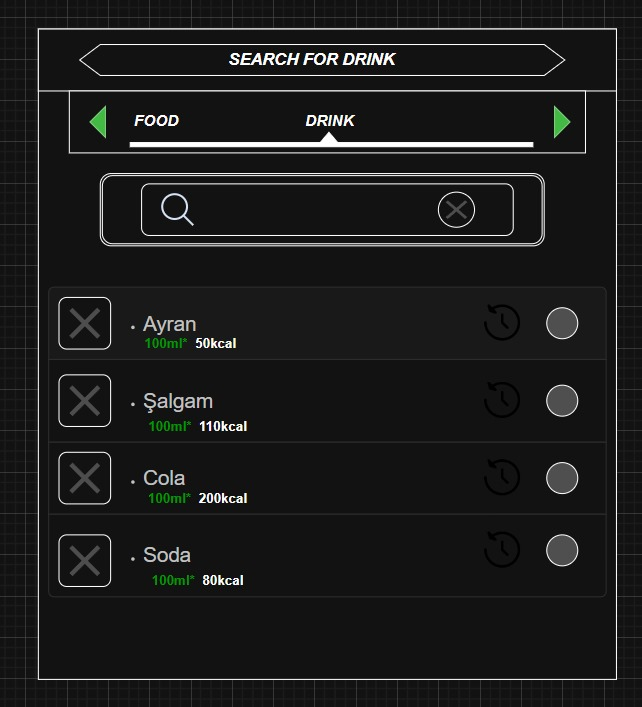 SEARCH FOR DRINK
FOOD DRINK
• Ayran
100ml* 50kcal
• Şalgam
100ml* 110kcal
• Cola
100ml* 200kcal
• Soda
100ml* 80kcal